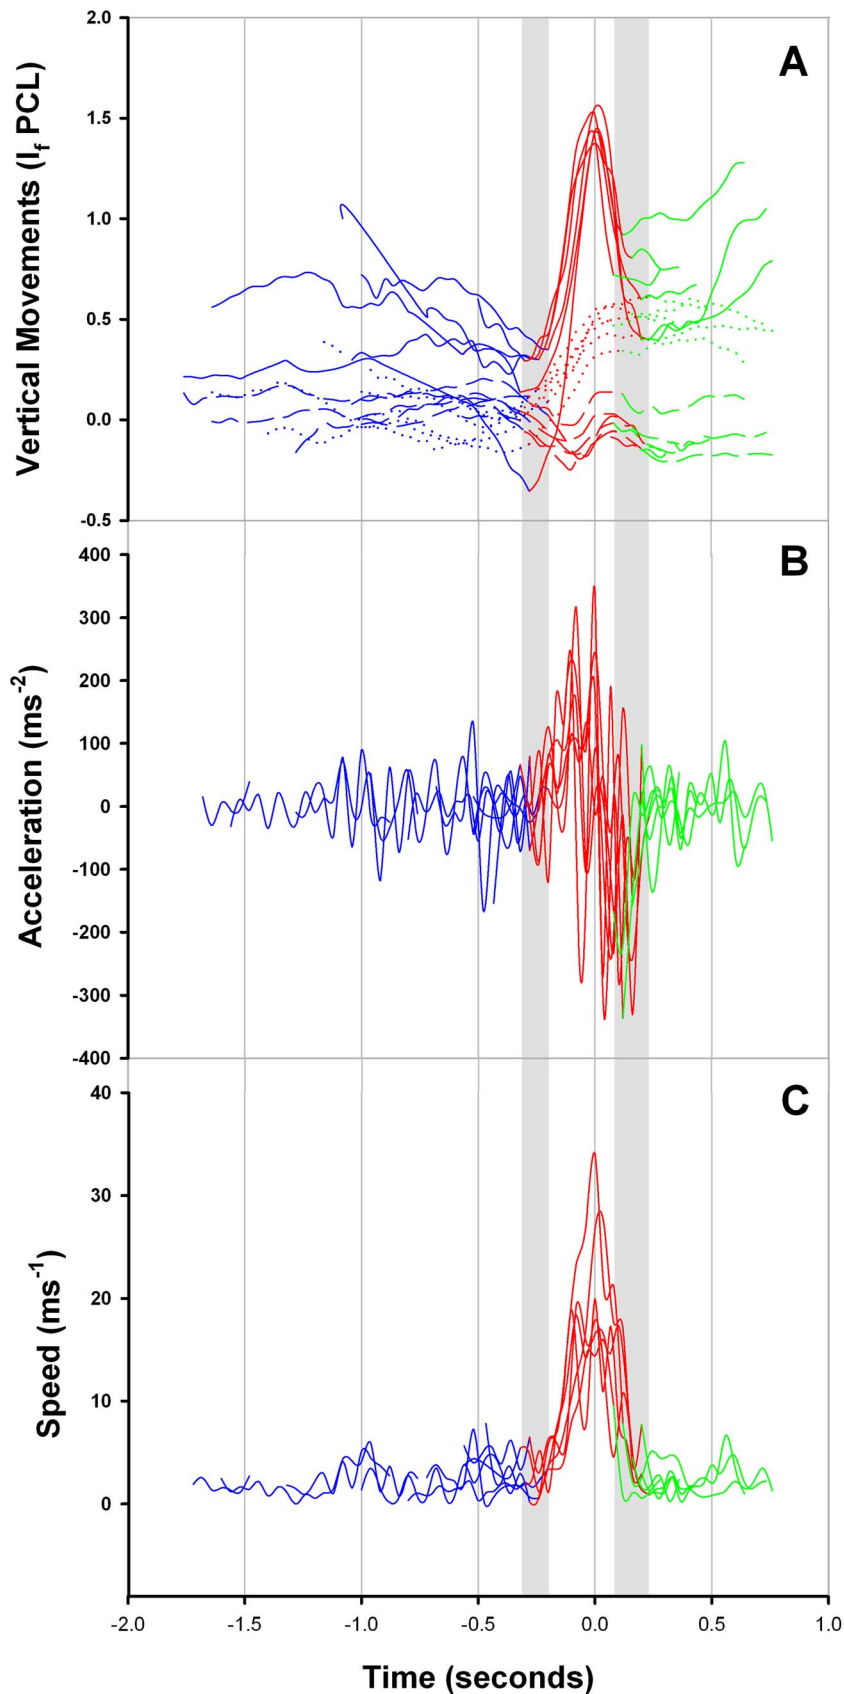 A
Vertical Movements (l_f PCL)
2.0
1.5
1.0
0.5
0.0
-0.5
B
Acceleration (ms⁻²)
400
300
200
100
0
-100
-200
-300
-400
C
Speed (ms⁻¹)
40
30
20
10
0
-2.0 -1.5 -1.0 -0.5 0.0 0.5 1.0
Time (seconds)